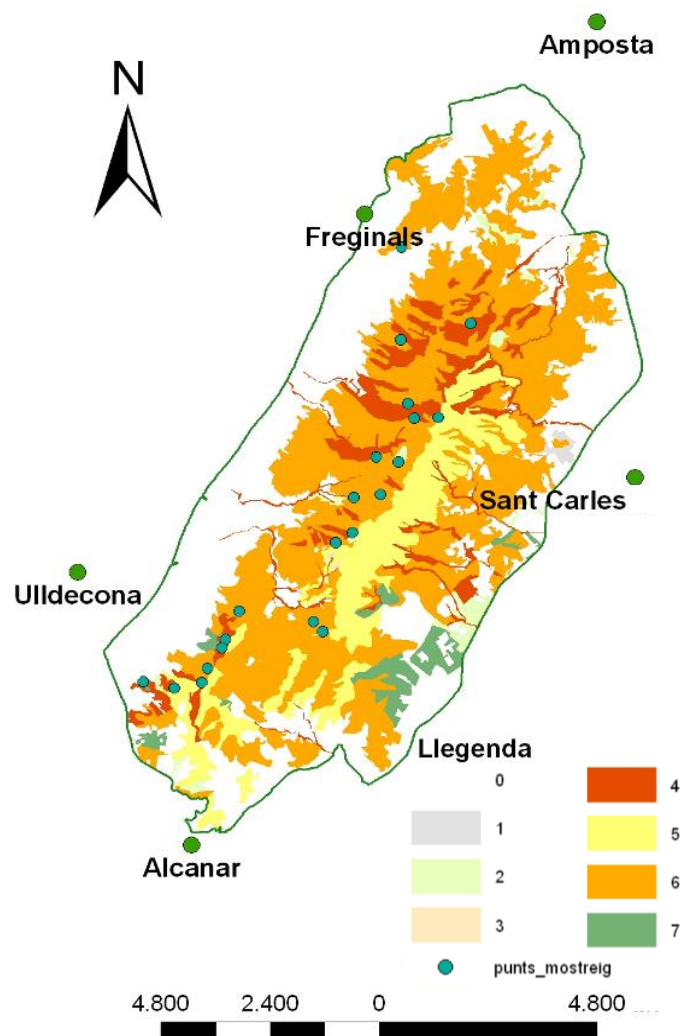 Amposta
N
Freginals
Sant Carles
Ulldecona
Llegenda
0
1
2
3
4
5
6
7
punts_mostreig
Alcanar
4.800 2.400 0 4.800